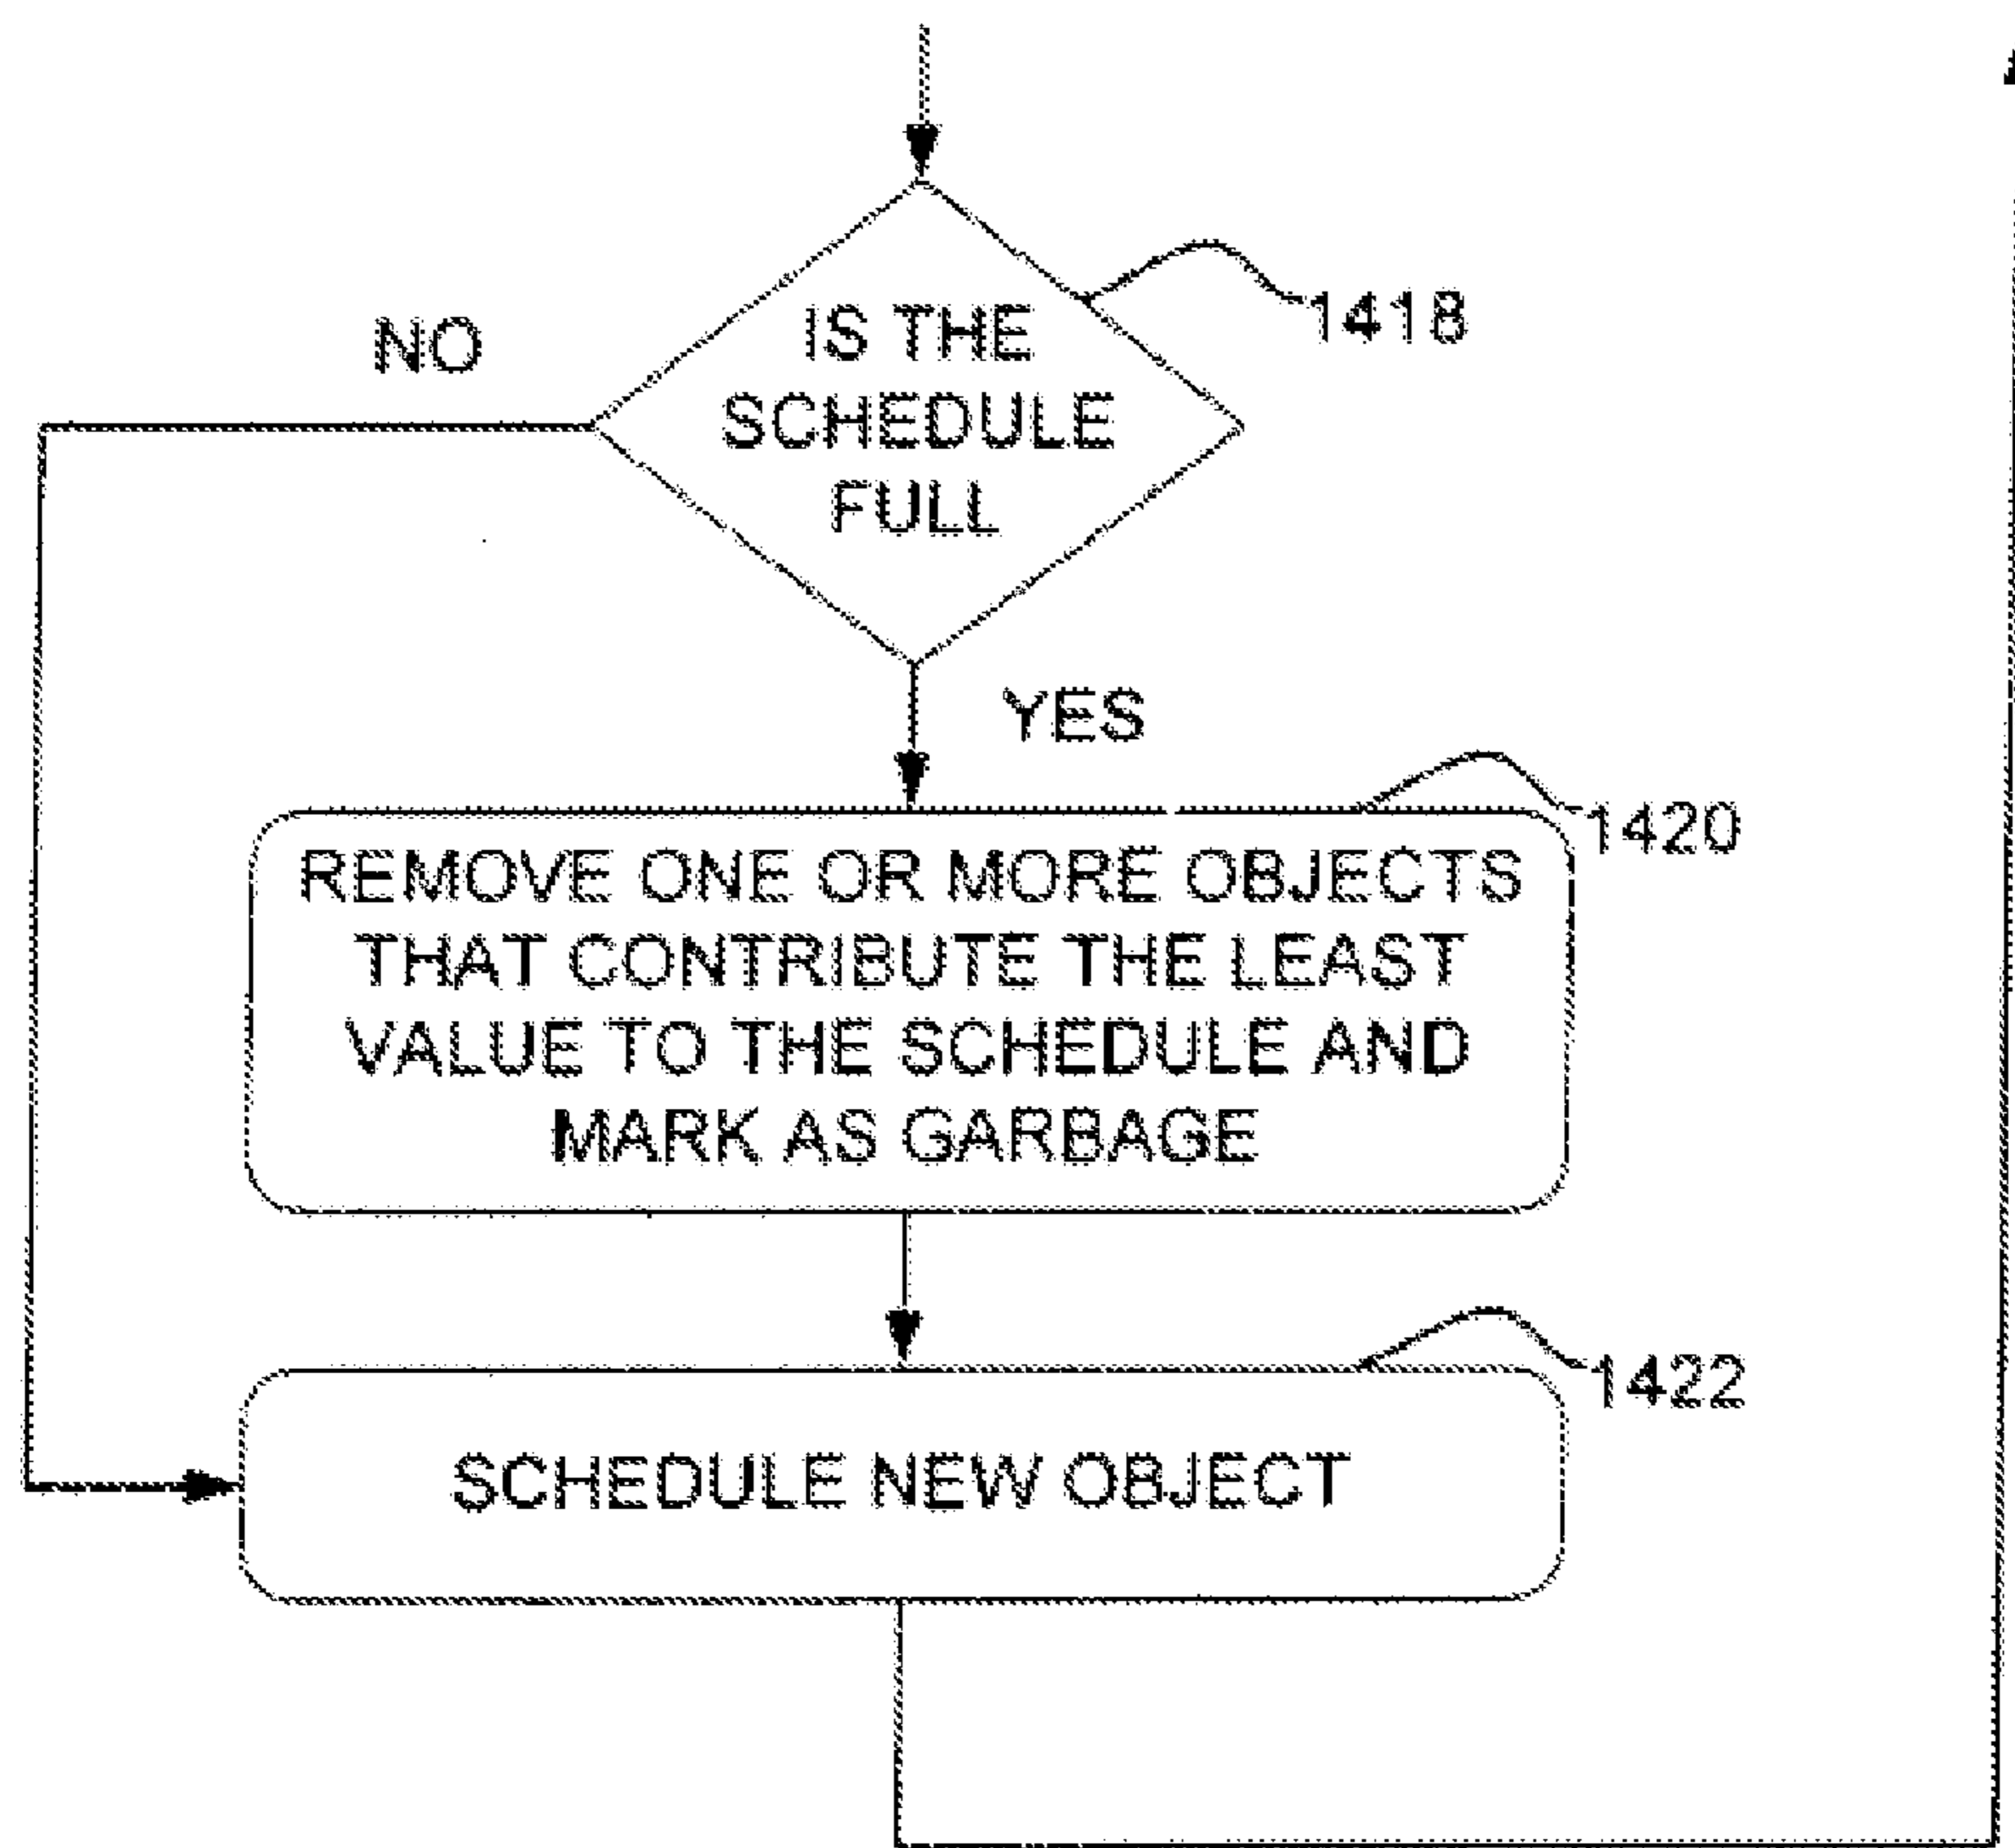 IS THE
SCHEDULE
FULL
1418
NO
YES
1420
REMOVE ONE OR MORE OBJECTS
THAT CONTRIBUTE THE LEAST
VALUE TO THE SCHEDULE AND
MARK AS GARBAGE
1422
SCHEDULE NEW OBJECT